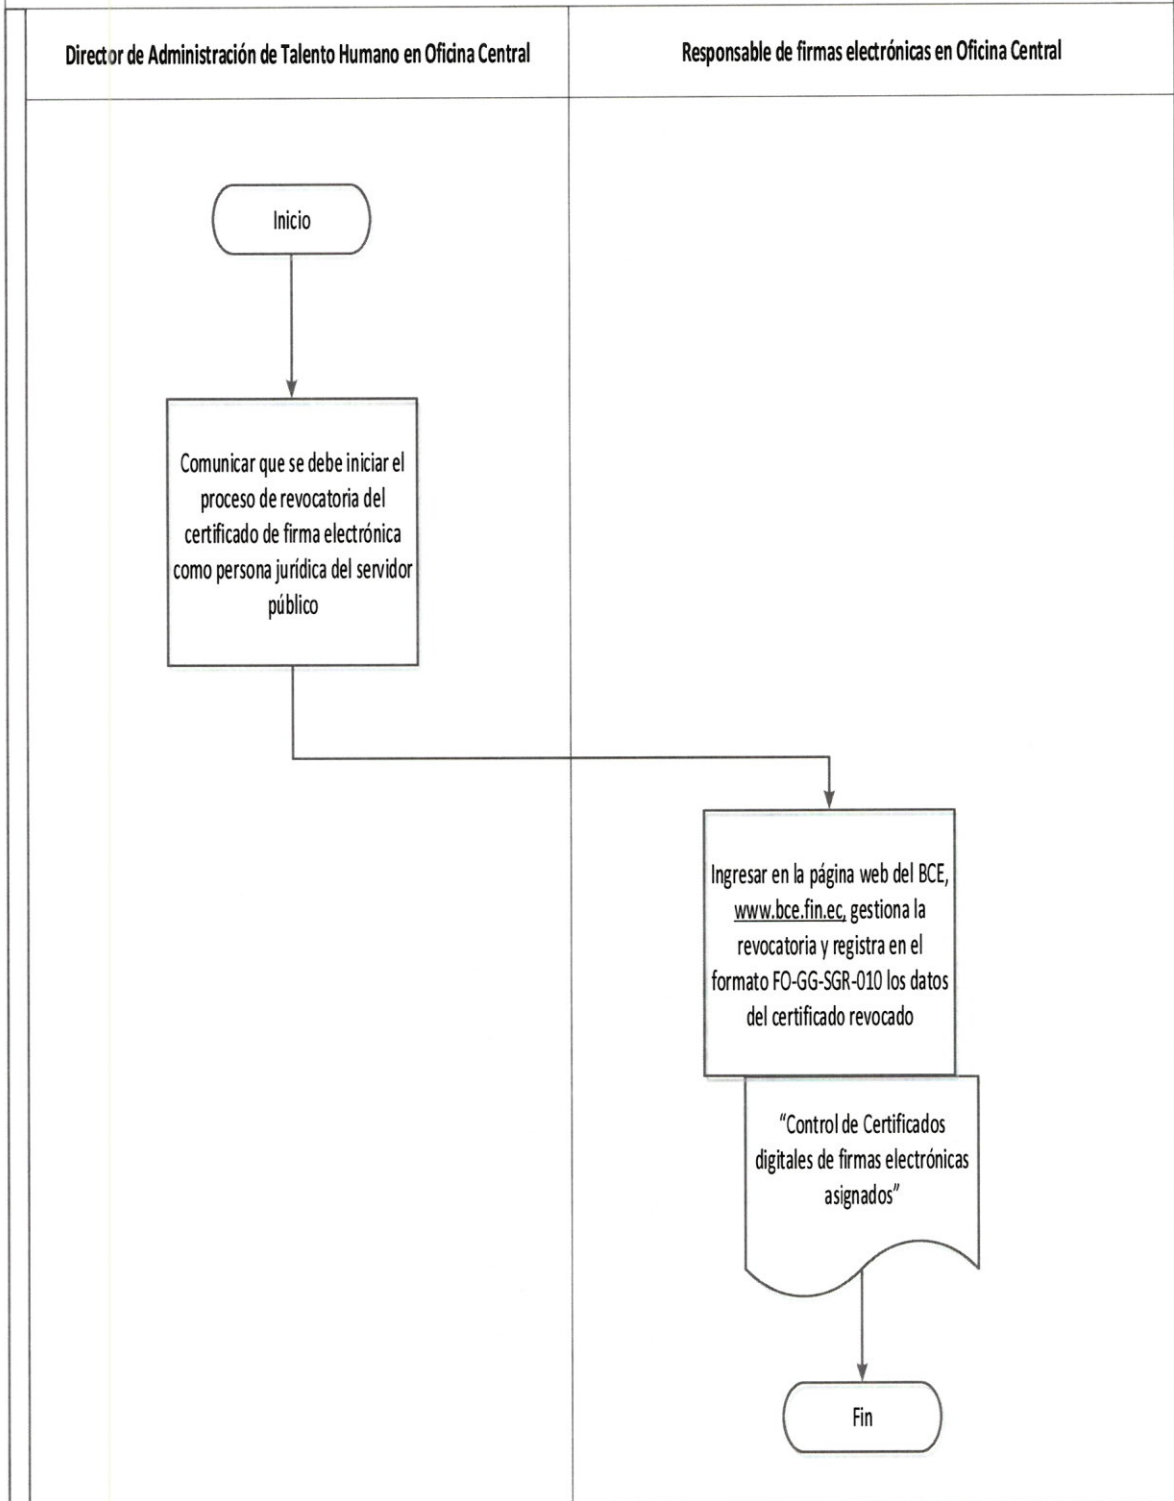 Director de Administración de Talento Humano en Oficina Central
Responsable de firmas electrónicas en Oficina Central
Inicio
Comunicar que se debe iniciar el
proceso de revocatoria del
certificado de firma electrónica
como persona jurídica del servidor
público
Ingresar en la página web del BCE,
www.bce.fin.ec, gestiona la
revocatoria y registra en el
formato FO-GG-SGR-010 los datos
del certificado revocado
“Control de Certificados
digitales de firmas electrónicas
asignados”
Fin